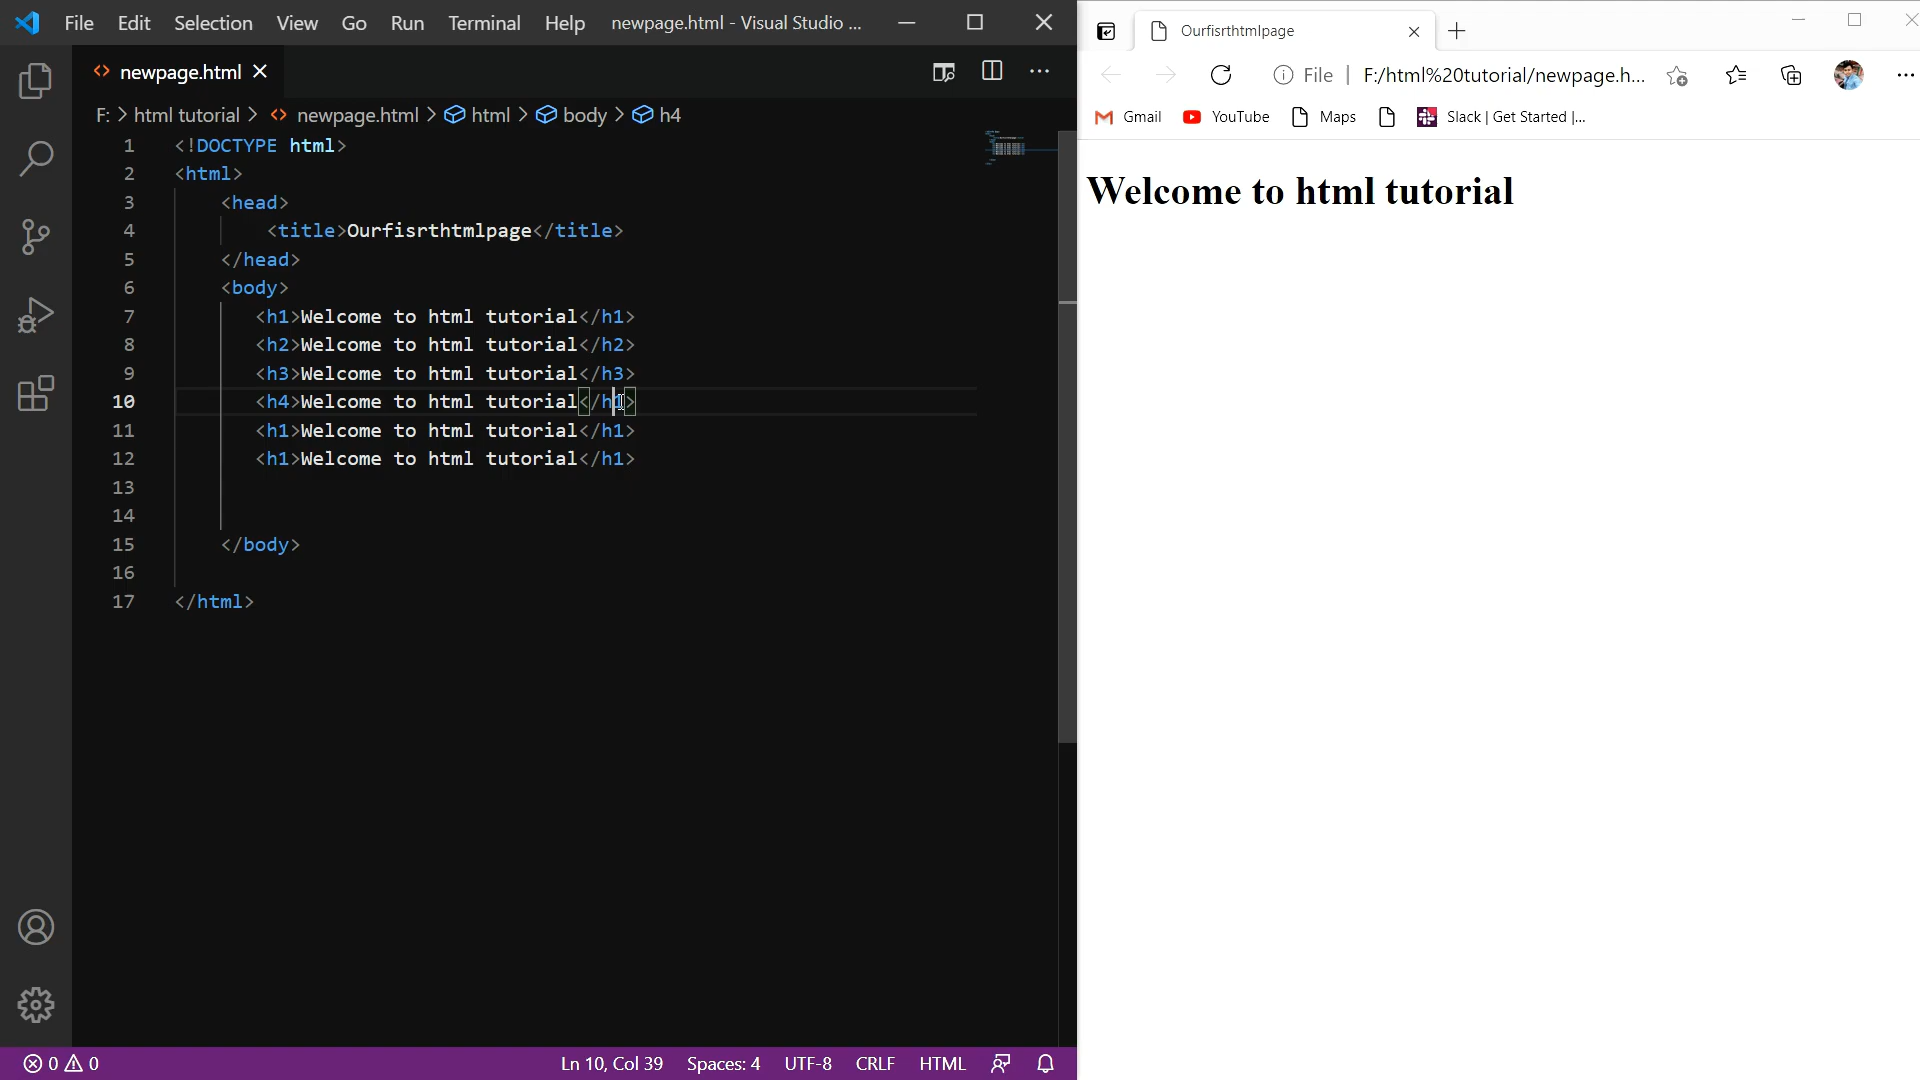 File Edit Selection View Go Run Terminal Help newpage.html - Visual Studio ...
newpage.html
F: > html tutorial > newpage.html > html > body > h4
1 <!DOCTYPE html>
2 <html>
3 <head>
4 <title>Ourfisrthtmlpage</title>
5 </head>
6 <body>
7 <h1>Welcome to html tutorial</h1>
8 <h2>Welcome to html tutorial</h2>
9 <h3>Welcome to html tutorial</h3>
10 <h4>Welcome to html tutorial</h1>
11 <h1>Welcome to html tutorial</h1>
12 <h1>Welcome to html tutorial</h1>
13
14
15 </body>
16
17 </html>
0 0 Ln 10, Col 39 Spaces: 4 UTF-8 CRLF HTML
Ourfisrthtmlpage
File F:/html%20tutorial/newpage.h...
Gmail YouTube Maps Slack | Get Started |...
Welcome to html tutorial